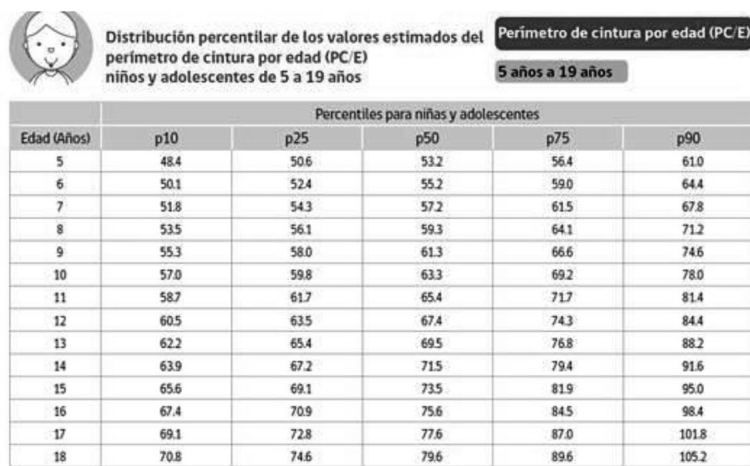 Distribución percentilar de los valores estimados del
perímetro de cintura por edad (PC/E)
niños y adolescentes de 5 a 19 años
Perímetro de cintura por edad (PC/E)
5 años a 19 años
Percentiles para niñas y adolescentes
Edad (Años) p10 p25 p50 p75 p90
5 48.4 50.6 53.2 56.4 61.0
6 50.1 52.4 55.2 59.0 64.4
7 51.8 54.3 57.2 61.5 67.8
8 53.5 56.1 59.3 64.1 71.2
9 55.3 58.0 61.3 66.6 74.6
10 57.0 59.8 63.3 69.2 78.0
11 58.7 61.7 65.4 71.7 81.4
12 60.5 63.5 67.4 74.3 84.4
13 62.2 65.4 69.5 76.8 88.2
14 63.9 67.2 71.5 79.4 91.6
15 65.6 69.1 73.5 81.9 95.0
16 67.4 70.9 75.6 84.5 98.4
17 69.1 72.8 77.6 87.0 101.8
18 70.8 74.6 79.6 89.6 105.2